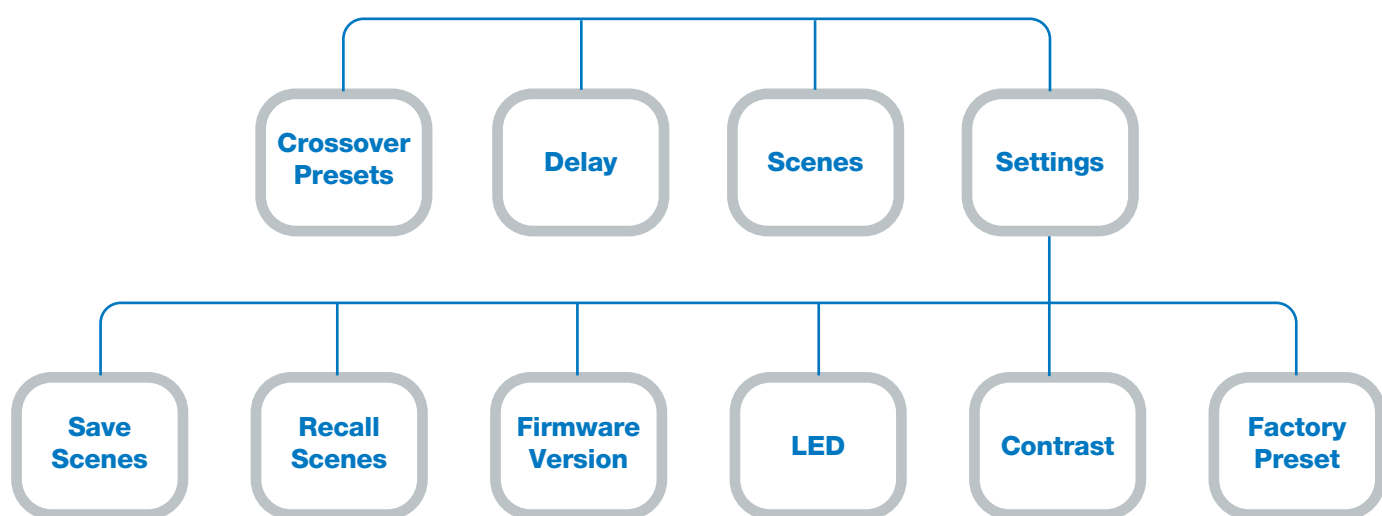 Crossover
Presets
Delay
Scenes
Settings
Save
Scenes
Recall
Scenes
Firmware
Version
LED
Contrast
Factory
Preset